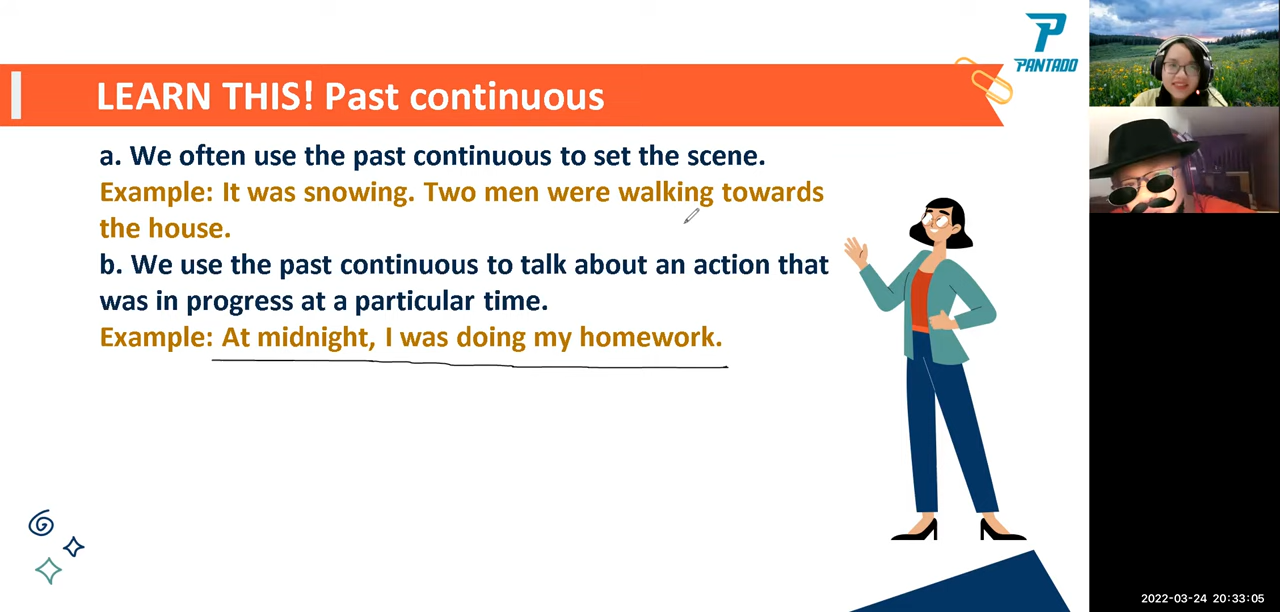 PANTADO
LEARN THIS! Past continuous
a. We often use the past continuous to set the scene.
Example: It was snowing. Two men were walking towards
the house.
b. We use the past continuous to talk about an action that
was in progress at a particular time.
Example: At midnight, I was doing my homework.
2022-03-24 20:33:05